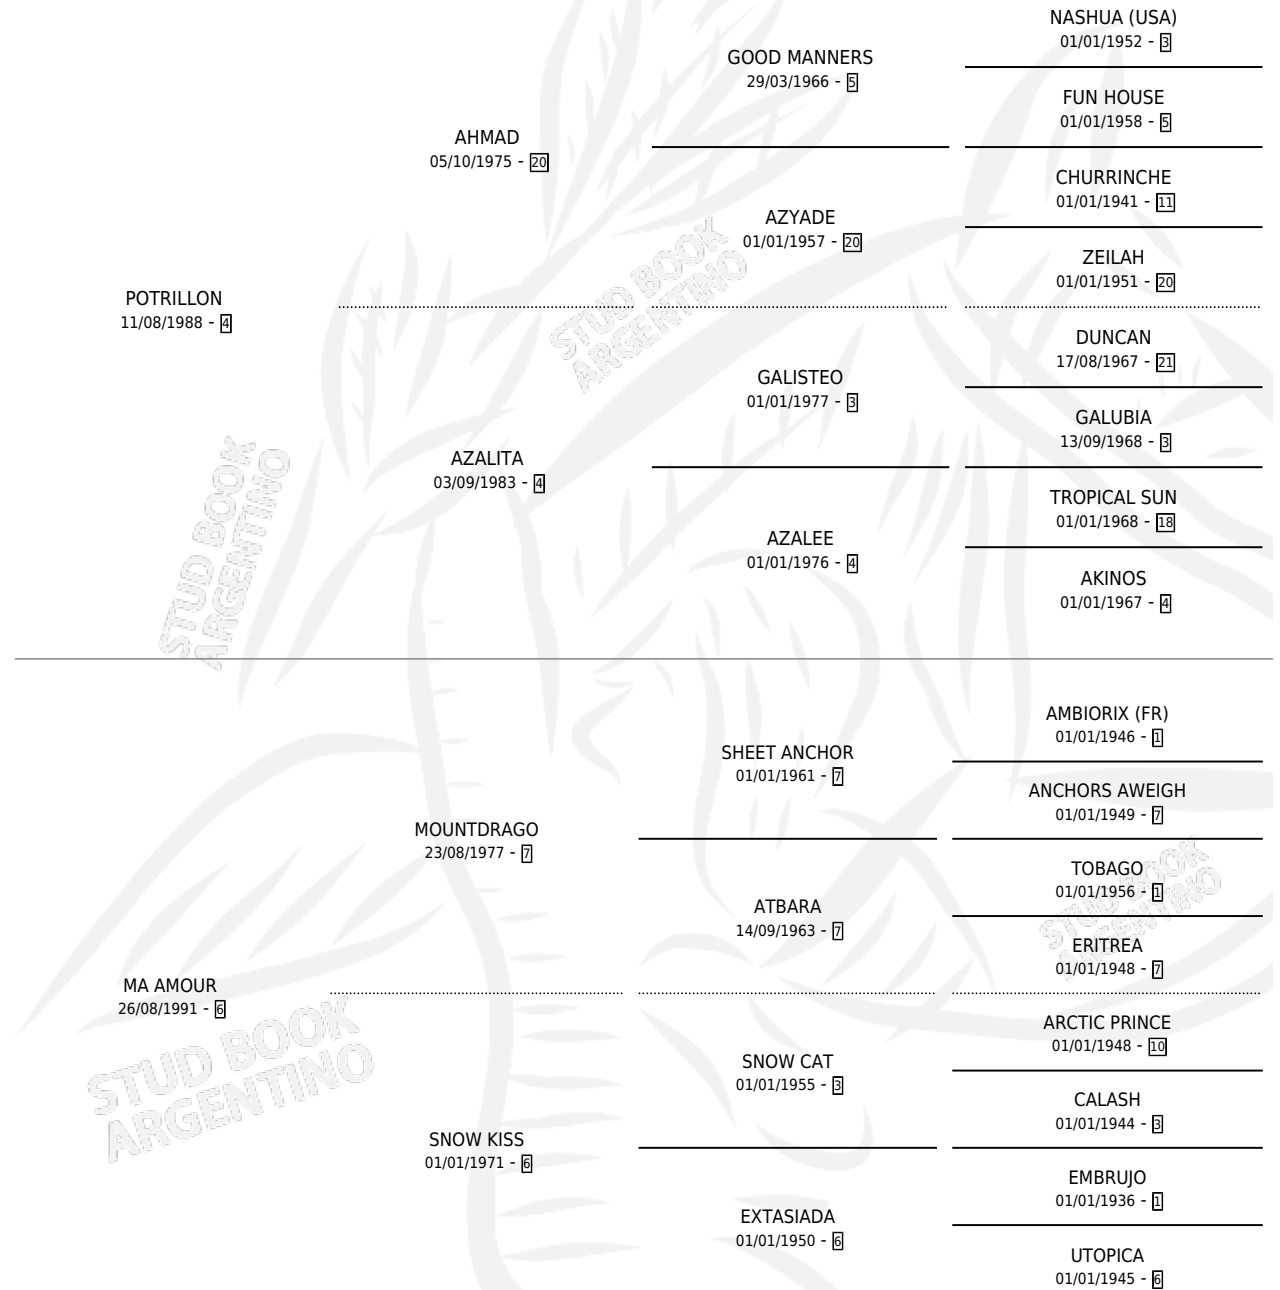 NASHUA (USA)
01/01/1952 - 3
GOOD MANNERS
29/03/1966 - 5
FUN HOUSE
01/01/1958 - 5
AHMAD
05/10/1975 - 20
CHURRINCHE
01/01/1941 - 11
AZYADE
01/01/1957 - 20
ZEILAH
01/01/1951 - 20
POTRILLON
11/08/1988 - 4
DUNCAN
17/08/1967 - 21
GALISTEO
01/01/1977 - 3
GALUBIA
13/09/1968 - 3
AZALITA
03/09/1983 - 4
TROPICAL SUN
01/01/1968 - 18
AZALEE
01/01/1976 - 4
AKINOS
01/01/1967 - 4
STUD BOOK
ARGENTINO
STUD BOOK
ARGENTINO
AMBIORIX (FR)
01/01/1946 - 1
SHEET ANCHOR
01/01/1961 - 7
ANCHORS AWEIGH
01/01/1949 - 7
MOUNTDRAGO
23/08/1977 - 7
TOBAGO
01/01/1956 - 1
ATBARA
14/09/1963 - 7
ERITREA
01/01/1948 - 7
MA AMOUR
26/08/1991 - 6
ARCTIC PRINCE
01/01/1948 - 10
SNOW CAT
01/01/1955 - 3
CALASH
01/01/1944 - 3
SNOW KISS
01/01/1971 - 6
EMBRUJO
01/01/1936 - 1
EXTASIADA
01/01/1950 - 6
UTOPICA
01/01/1945 - 6
STUD BOOK
ARGENTINO
STUD BOOK
ARGENTINO